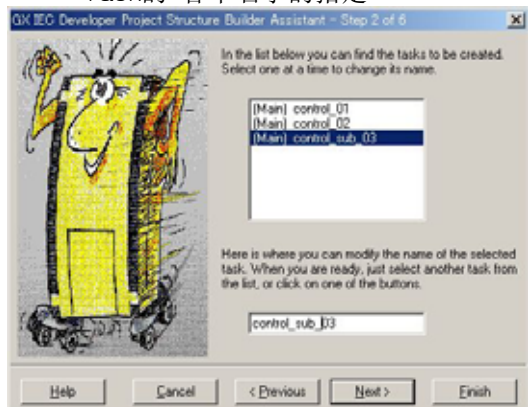 GX IEC Developer Project Structure Builder Assistant - Step 2 of 6
In the list below you can find the tasks to be created.
Select one at a time to change its name.
(Main) control_01
(Main) control_02
(Main) control_sub_03
Here is where you can modify the name of the selected
task. When you are ready, just select another task from
the list, or click on one of the buttons.
control_sub_03
Help
Cancel
< Previous
Next >
Finish